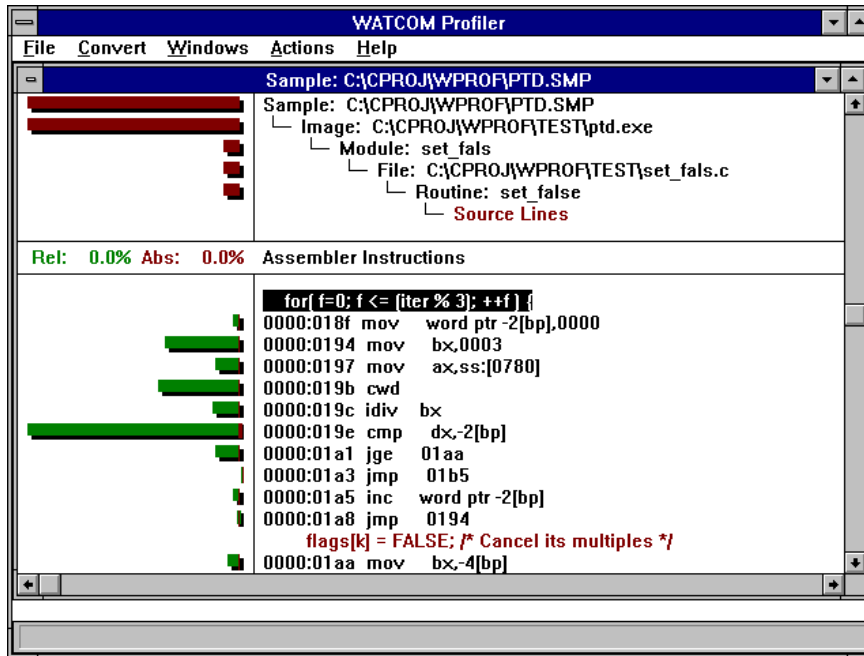 WATCOM Profiler
File Convert Windows Actions Help
Sample: C:\CPROJ\WPROF\PTD.SMP
Sample: C:\CPROJ\WPROF\PTD.SMP
Image: C:\CPROJ\WPROF\TEST\ptd.exe
Module: set_fals
File: C:\CPROJ\WPROF\TEST\set_fals.c
Routine: set_false
Source Lines
Rel: 0.0% Abs: 0.0% Assembler Instructions
for( f=0; f <= (iter % 3); ++f ) {
0000:018f mov word ptr -2[bp],0000
0000:0194 mov bx,0003
0000:0197 mov ax,ss:[0780]
0000:019b cwd
0000:019c idiv bx
0000:019e cmp dx,-2[bp]
0000:01a1 jge 01aa
0000:01a3 jmp 01b5
0000:01a5 inc word ptr -2[bp]
0000:01a8 jmp 0194
flags[k] = FALSE; /* Cancel its multiples */
0000:01aa mov bx,-4[bp]